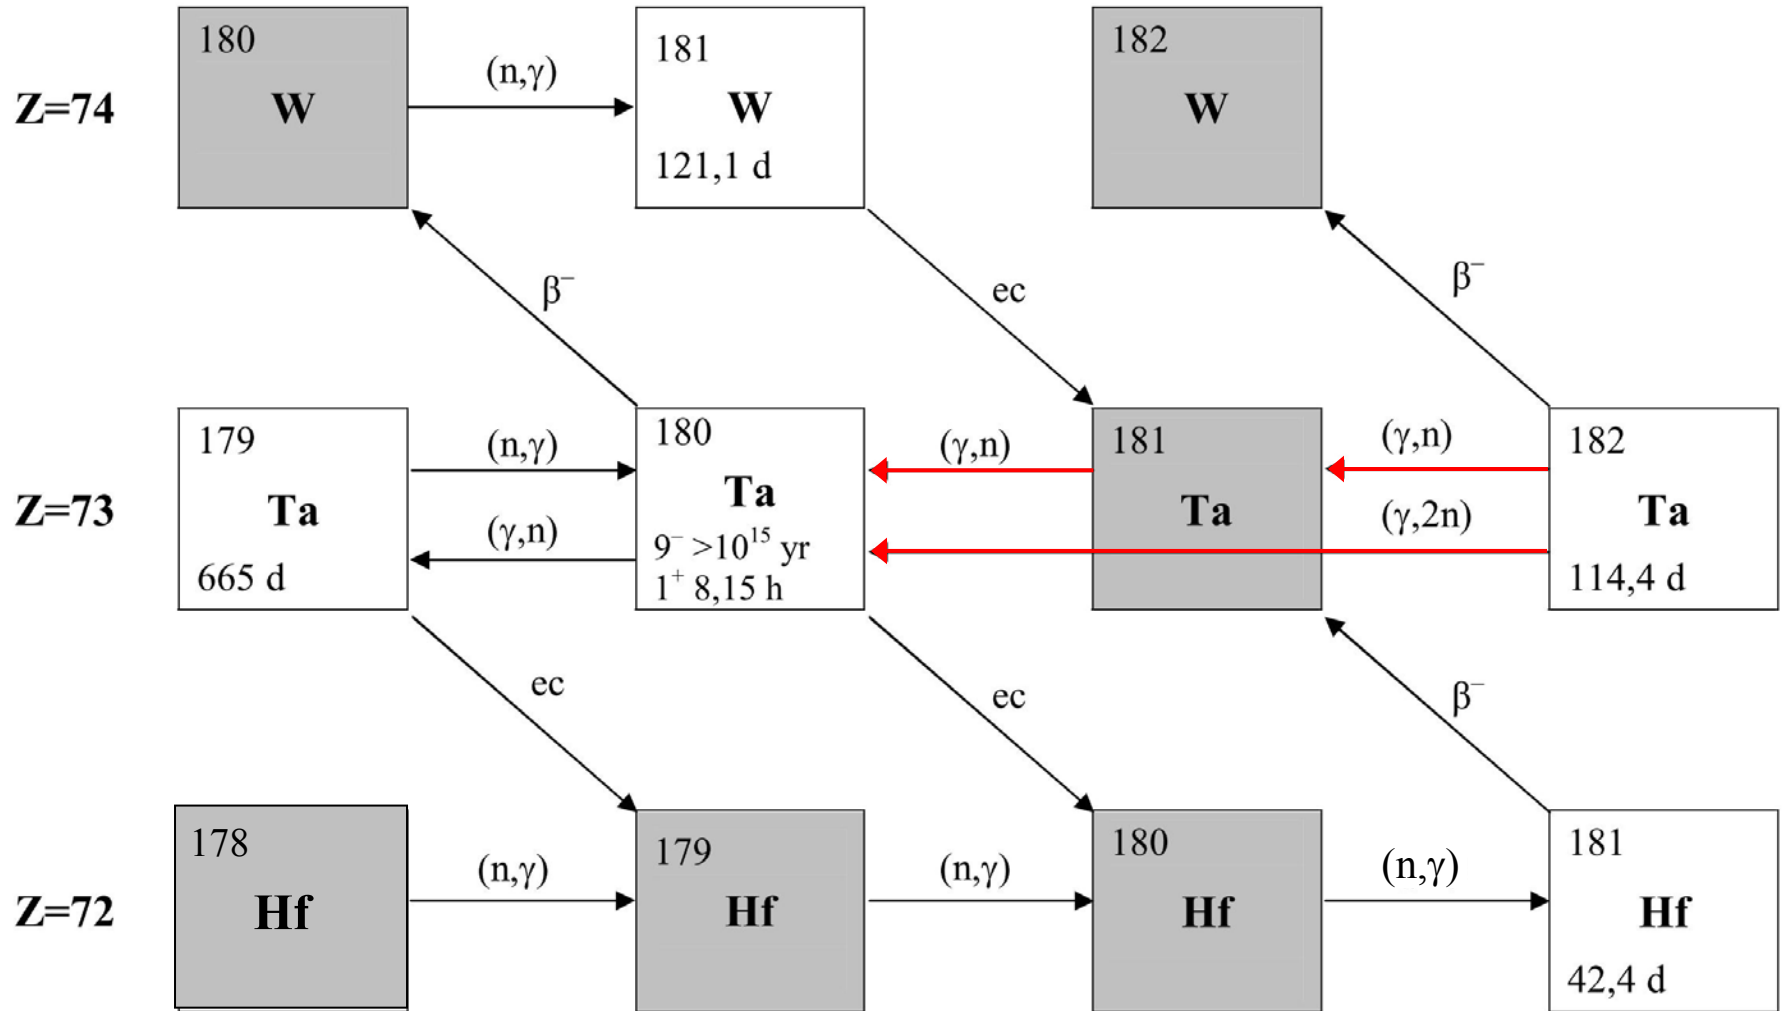 Z=74
180
W
(n,γ)
181
W
121,1 d
182
W
β⁻
ec
β⁻
Z=73
179
Ta
665 d
(n,γ)
(γ,n)
180
Ta
9⁻ >10¹⁵ yr
1⁺ 8,15 h
(γ,n)
181
Ta
(γ,n)
(γ,2n)
182
Ta
114,4 d
ec
ec
β⁻
Z=72
178
Hf
(n,γ)
179
Hf
(n,γ)
180
Hf
(n,γ)
181
Hf
42,4 d